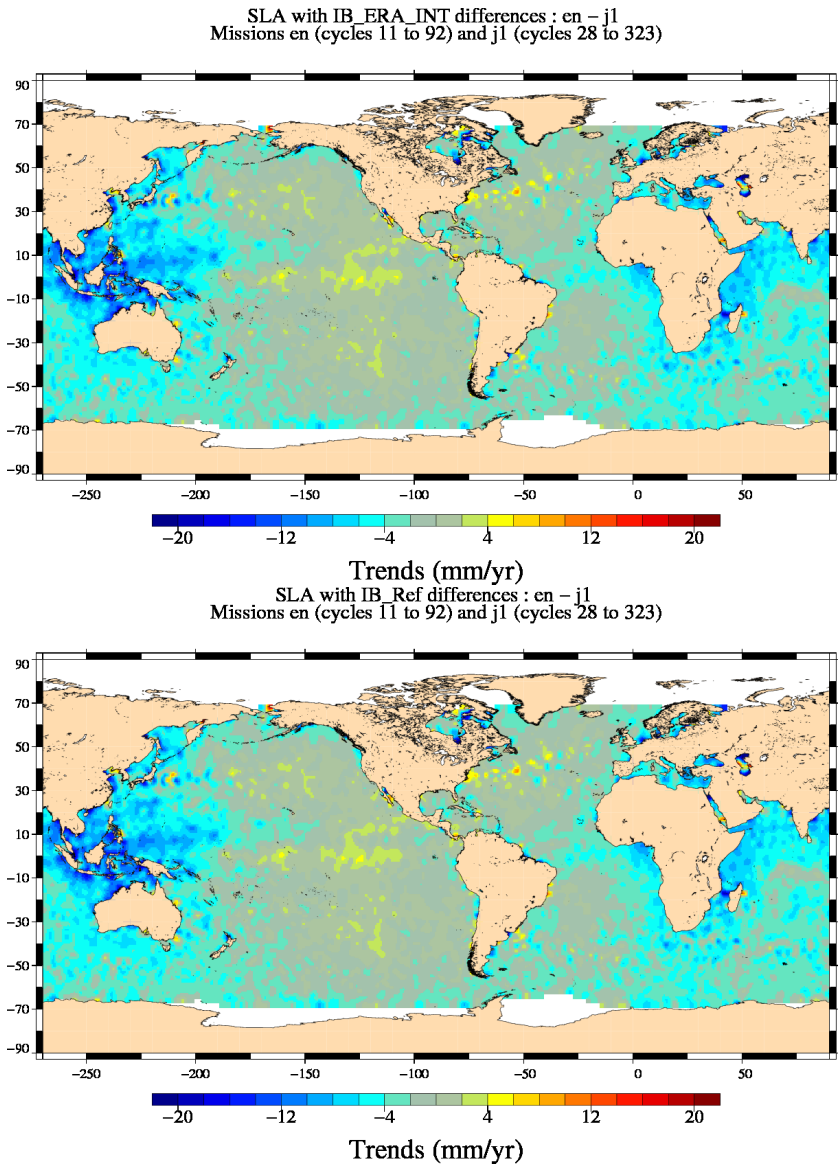 SLA with IB_ERA_INT differences : en – j1
Missions en (cycles 11 to 92) and j1 (cycles 28 to 323)
90
70
50
30
10
−10
−30
−50
−70
−90
−250 −200 −150 −100 −50 0 50
−20 −12 −4 4 12 20
Trends (mm/yr)
SLA with IB_Ref differences : en – j1
Missions en (cycles 11 to 92) and j1 (cycles 28 to 323)
90
70
50
30
10
−10
−30
−50
−70
−90
−250 −200 −150 −100 −50 0 50
−20 −12 −4 4 12 20
Trends (mm/yr)